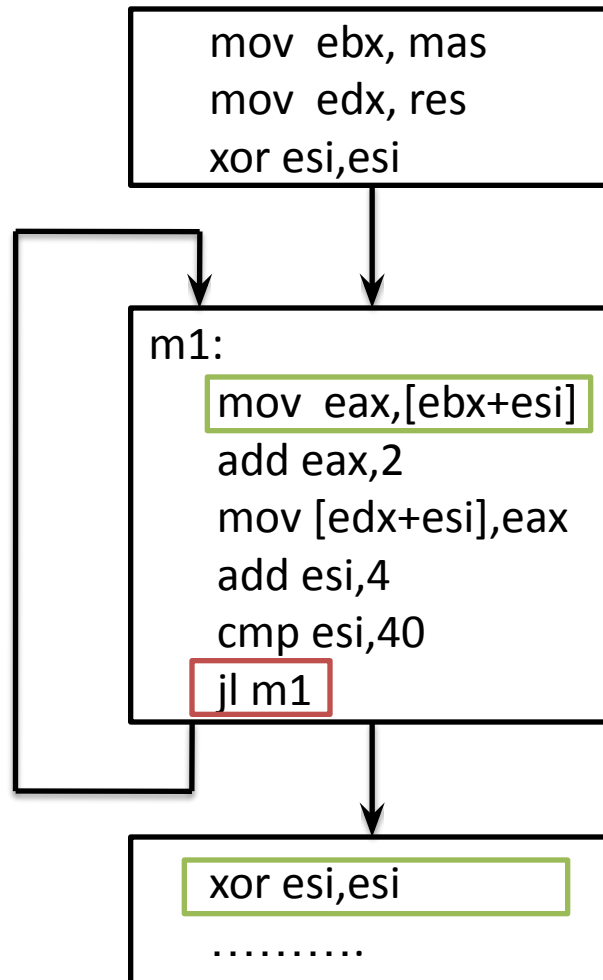 mov ebx, mas
mov edx, res
xor esi,esi
m1:
mov eax,[ebx+esi]
add eax,2
mov [edx+esi],eax
add esi,4
cmp esi,40
jl m1
xor esi,esi
……….